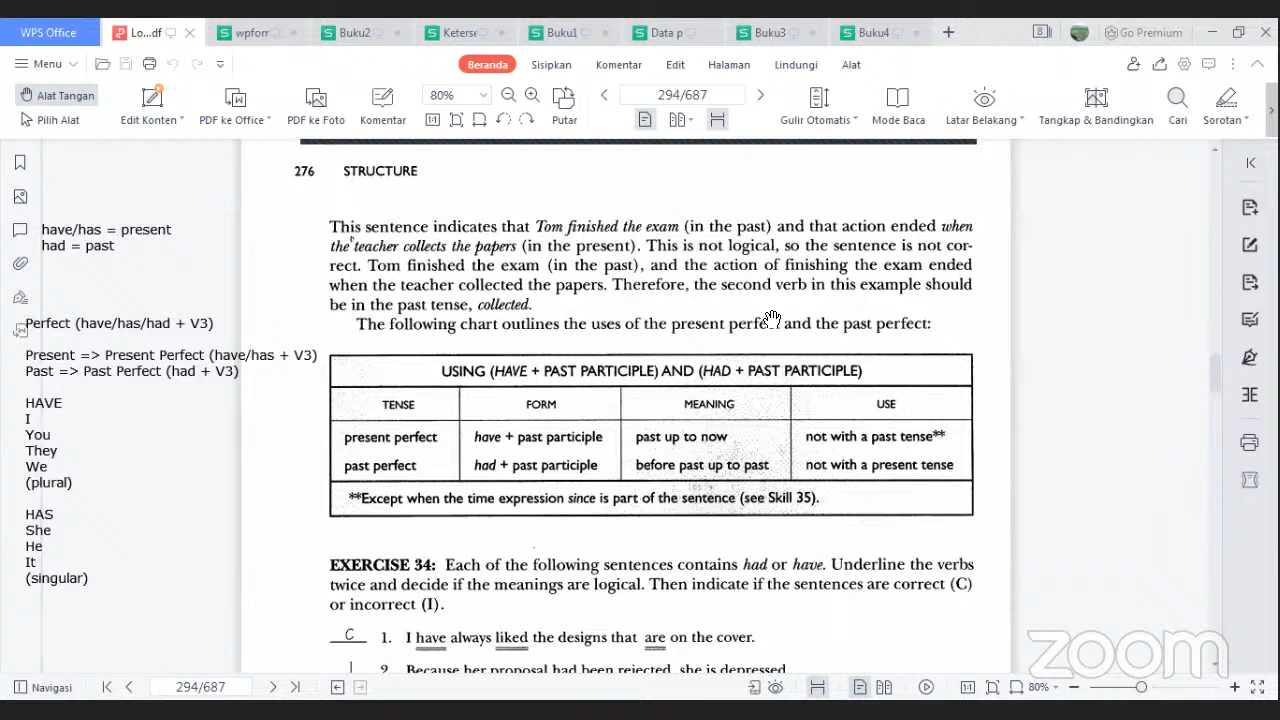 WPS Office
Lo...df
wpforr
Buku2
Keters
Buku1
Data p
Buku3
Buku4
Go Premium
Menu
Beranda
Sisipkan
Komentar
Edit
Halaman
Lindungi
Alat
Alat Tangan
Pilih Alat
Edit Konten
PDF ke Office
PDF ke Foto
Komentar
80%
Putar
294/687
Gulir Otomatis
Mode Baca
Latar Belakang
Tangkap & Bandingkan
Cari
Sorotan
276 STRUCTURE
This sentence indicates that Tom finished the exam (in the past) and that action ended when
the teacher collects the papers (in the present). This is not logical, so the sentence is not cor-
rect. Tom finished the exam (in the past), and the action of finishing the exam ended
when the teacher collected the papers. Therefore, the second verb in this example should
be in the past tense, collected.
The following chart outlines the uses of the present perfect and the past perfect:
USING (HAVE + PAST PARTICIPLE) AND (HAD + PAST PARTICIPLE)
TENSE FORM MEANING USE
present perfect have + past participle past up to now not with a past tense**
past perfect had + past participle before past up to past not with a present tense
**Except when the time expression since is part of the sentence (see Skill 35).
EXERCISE 34: Each of the following sentences contains had or have. Underline the verbs
twice and decide if the meanings are logical. Then indicate if the sentences are correct (C)
or incorrect (I).
C 1. I have always liked the designs that are on the cover.
I 2. Because her proposal had been rejected, she is depressed.
have/has = present
had = past
Perfect (have/has/had + V3)
Present => Present Perfect (have/has + V3)
Past => Past Perfect (had + V3)
HAVE
I
You
They
We
(plural)
HAS
She
He
It
(singular)
zoom
Navigasi
294/687
80%